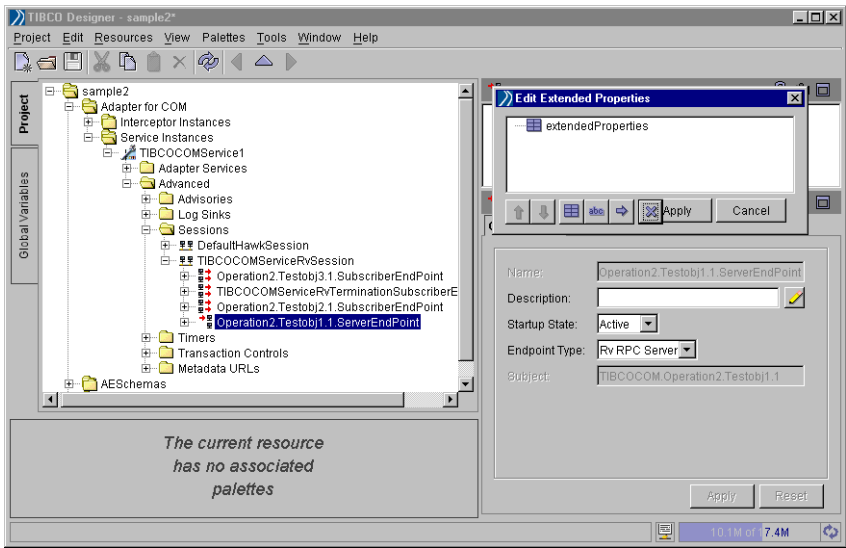 TIBCO Designer - sample2*
Project Edit Resources View Palettes Tools Window Help
Project
Global Variables
sample2
Adapter for COM
Interceptor Instances
Service Instances
TIBCOCOMService1
Adapter Services
Advanced
Advisories
Log Sinks
Sessions
DefaultHawkSession
TIBCOCOMServiceRvSession
Operation2.Testobj3.1.SubscriberEndPoint
TIBCOCOMServiceRvTerminationSubscriberE
Operation2.Testobj2.1.SubscriberEndPoint
Operation2.Testobj1.1.ServerEndPoint
Timers
Transaction Controls
Metadata URLs
AESchemas
The current resource
has no associated
palettes
Edit Extended Properties
extendedProperties
abc
Apply Cancel
Name: Operation2.Testobj1.1.ServerEndPoint
Description:
Startup State: Active
Endpoint Type: Rv RPC Server
Subject: TIBCOCOM.Operation2.Testobj1.1
Apply Reset
10.1M of 17.4M